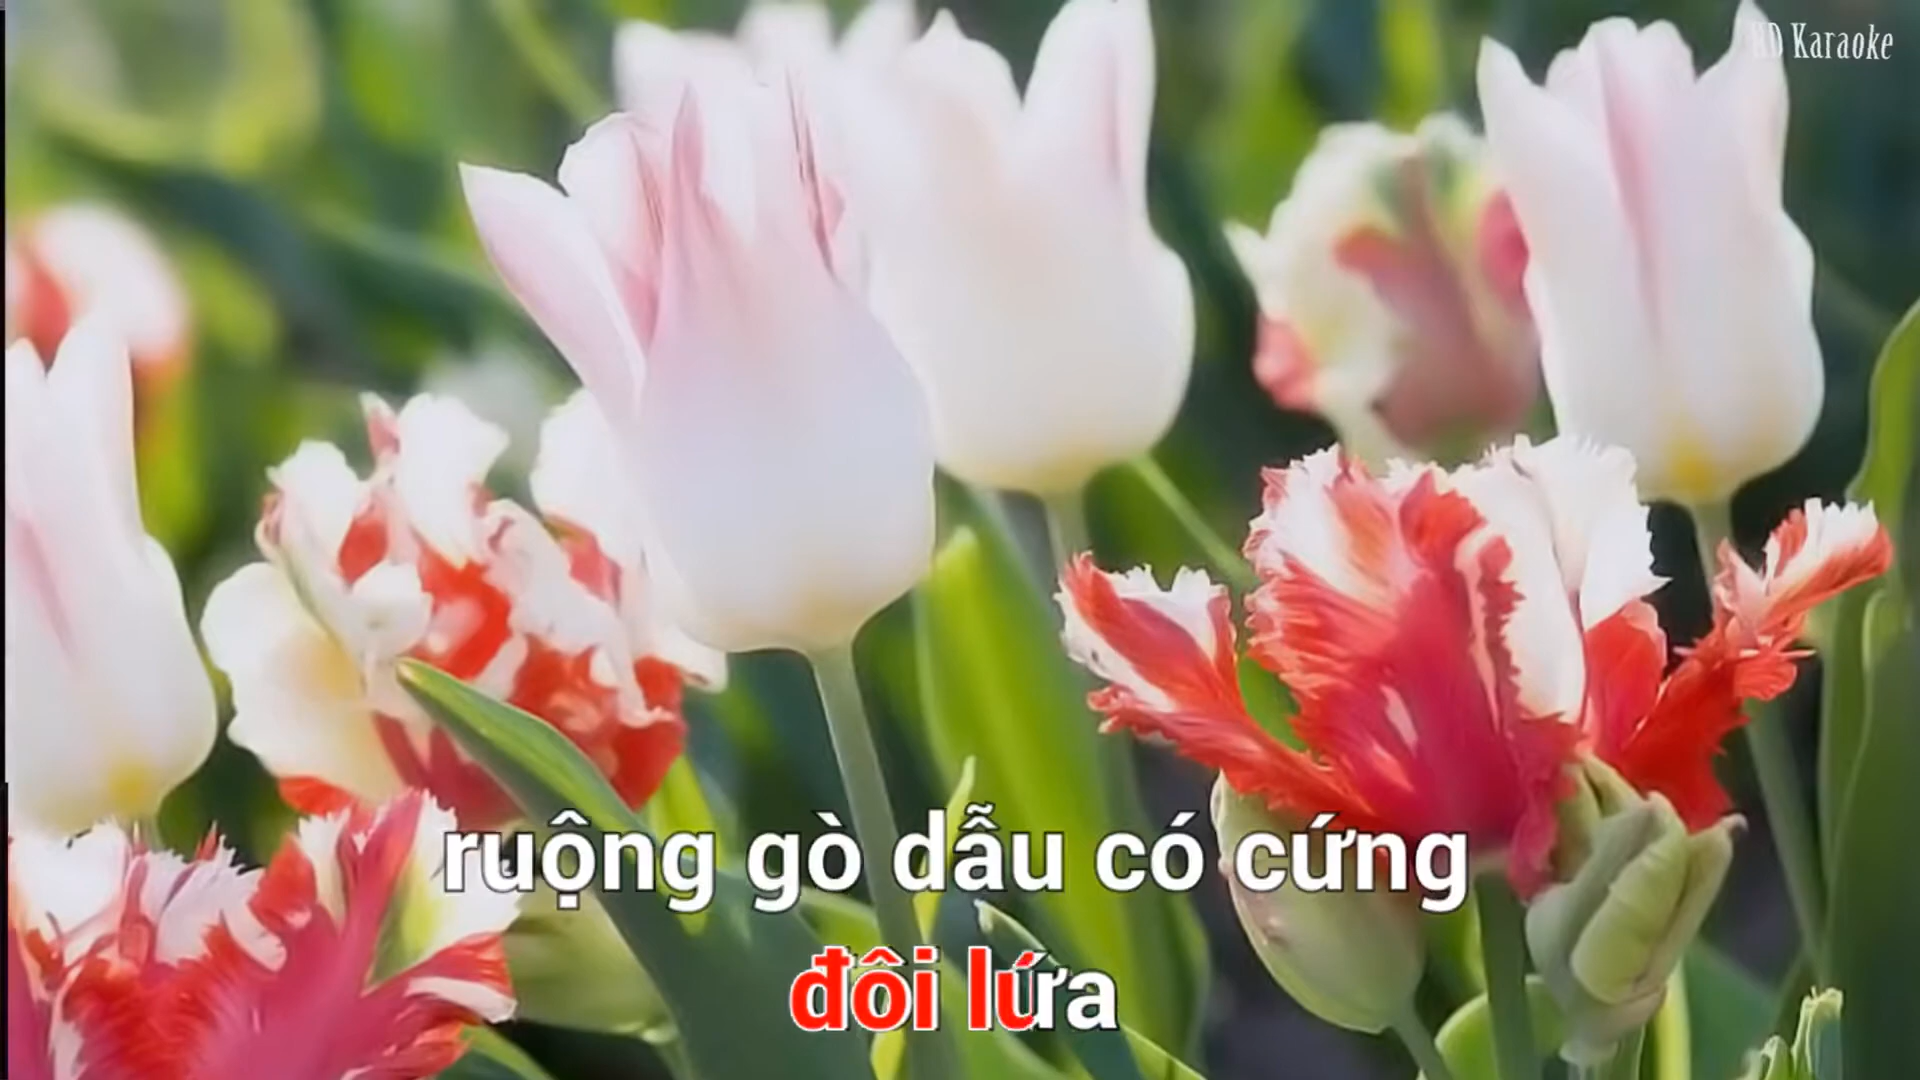 HD Karaoke
ruộng gò dẫu có cứng
đôi lứa